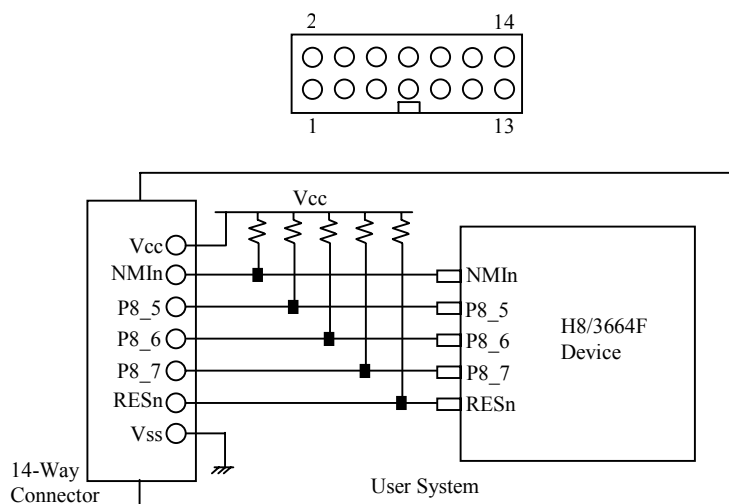 2 14
1 13
Vcc
Vcc
NMIn NMIn
P8_5 P8_5
P8_6 P8_6
H8/3664F
Device
P8_7 P8_7
RESn RESn
Vss
14-Way
Connector
User System